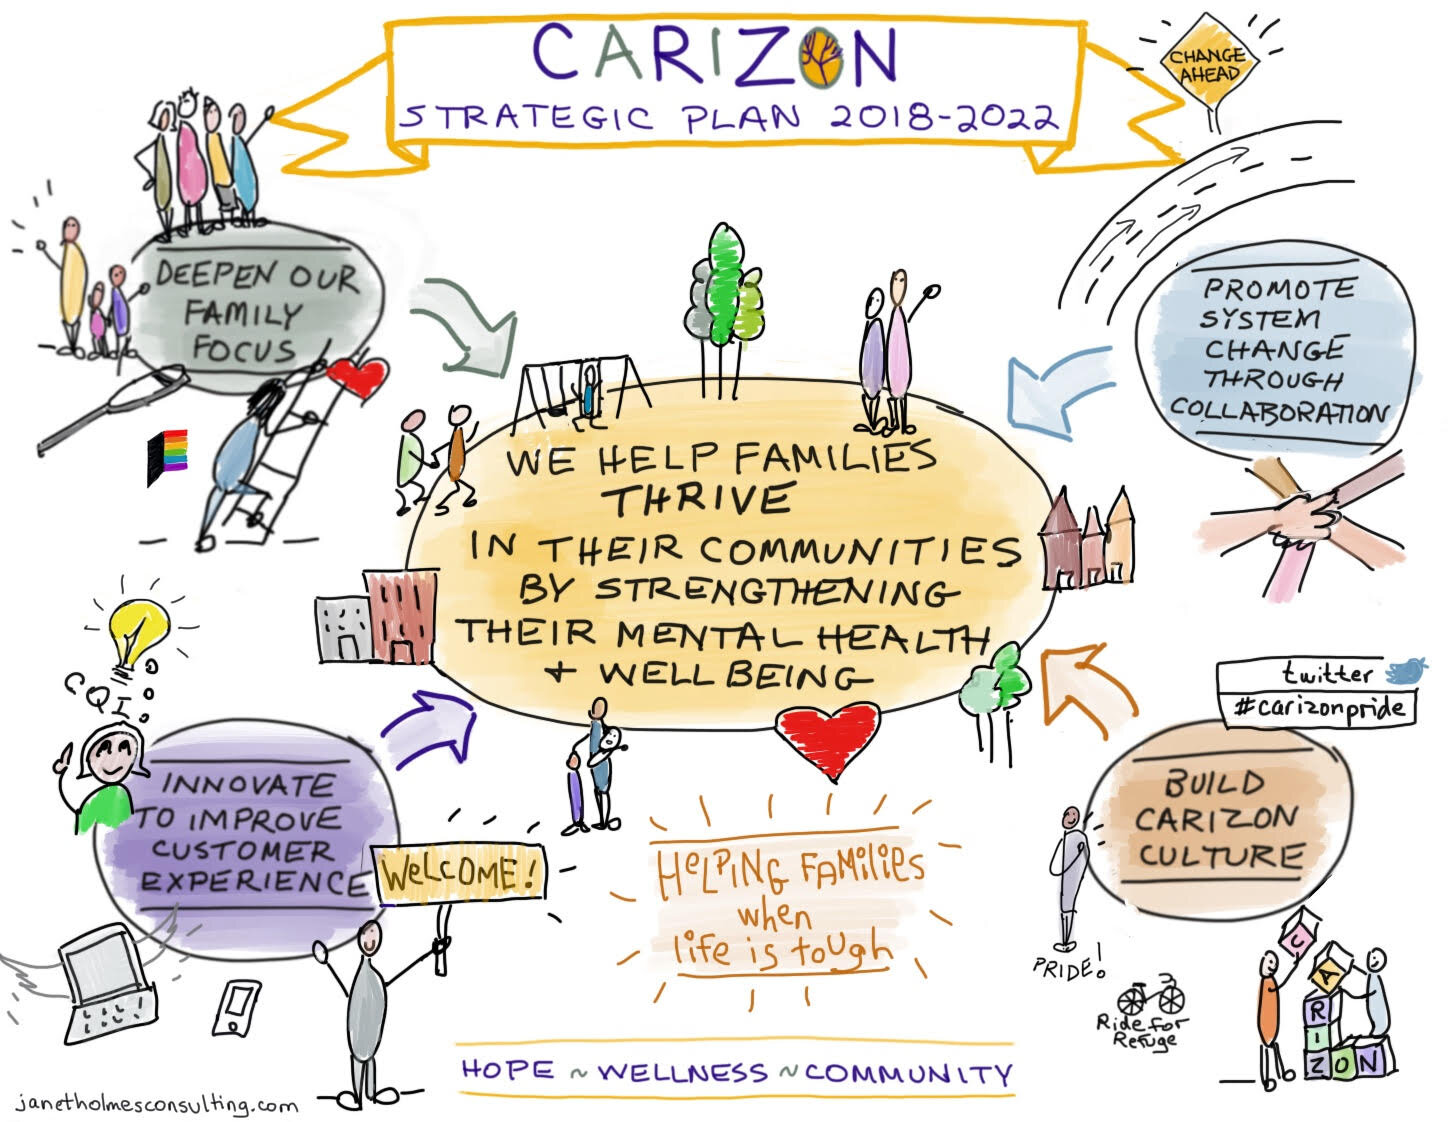 CARIZON
STRATEGIC PLAN 2018-2022
CHANGE
AHEAD
DEEPEN OUR
FAMILY
FOCUS
PROMOTE
SYSTEM
CHANGE
THROUGH
COLLABORATION
WE HELP FAMILIES
THRIVE
IN THEIR COMMUNITIES
BY STRENGTHENING
THEIR MENTAL HEALTH
+ WELLBEING
CQI
INNOVATE
TO IMPROVE
CUSTOMER
EXPERIENCE
WELCOME!
twitter
#carizonpride
BUILD
CARIZON
CULTURE
PRIDE!
Ride for
Refuge
C
A
R
I
ZON
HELPING FAMILIES
when
life is tough
HOPE ~ WELLNESS ~ COMMUNITY
janetholmesconsulting.com